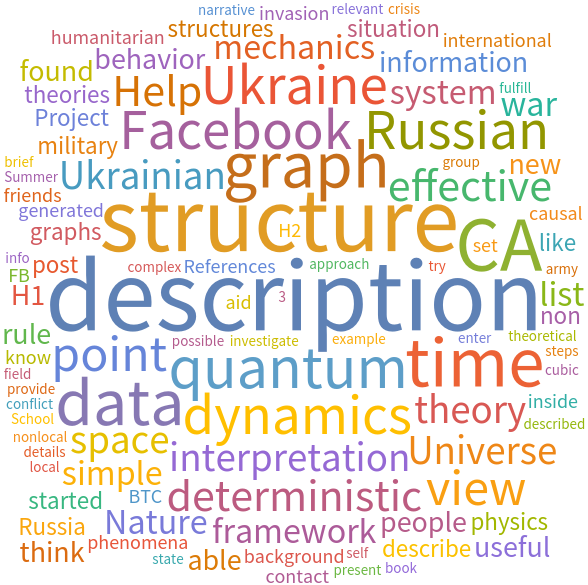 narrative invasion relevant crisis
humanitarian structures situation international
behavior mechanics information
found theories Help Ukraine system fulfill
Project Facebook Russian war
military graph
brief Summer Ukrainian group new
friends effective
generated structure H2 CA causal
graphs set like
info FB post complex References approach try army
H1 description aid 3 list
rule non
know point possible investigate example time enter theoretical
field quantum steps cubic
provide data inside
conflict School dynamics theory described
nonlocal details space interpretation Universe
local simple view
started BTC deterministic
Russia Nature framework people physics
think phenomena describe useful
state able background self
contact present book